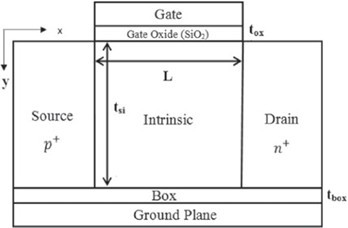 Gate
Gate Oxide (SiO₂)
tox
x
y
L
tsi
Source
p⁺
Intrinsic
Drain
n⁺
Box
tbox
Ground Plane